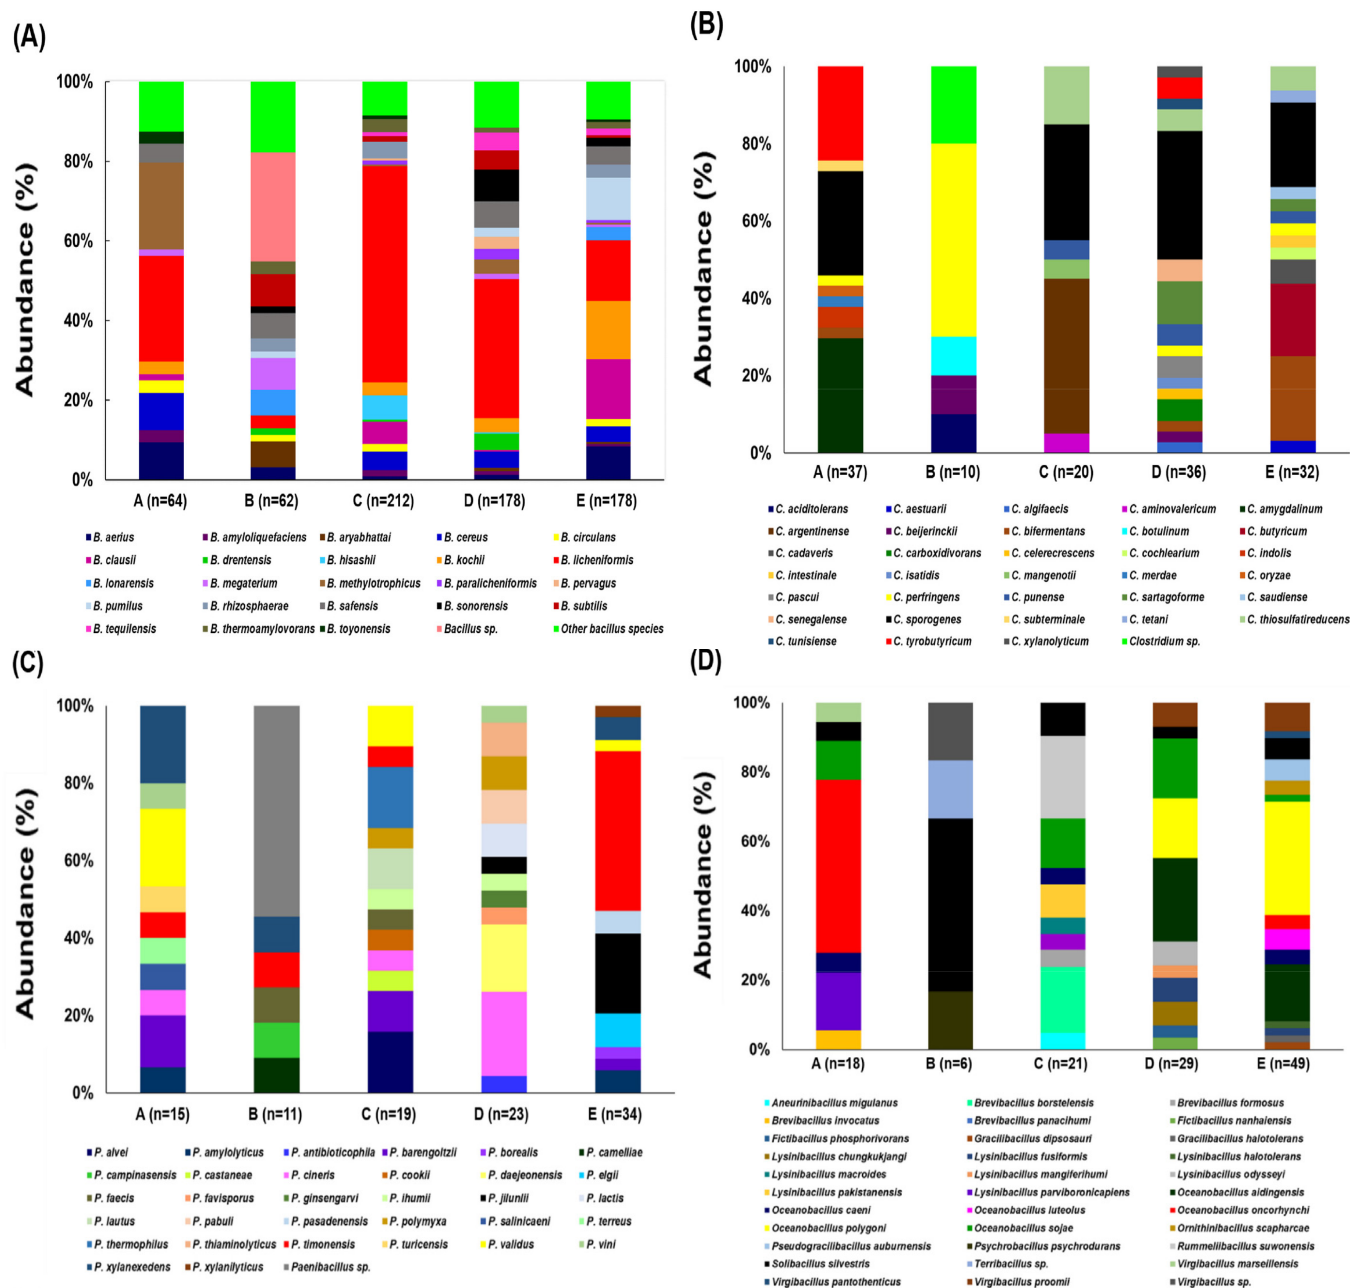 (A)
Abundance (%)
100%
80%
60%
40%
20%
0%
A (n=64) B (n=62) C (n=212) D (n=178) E (n=178)
B. aerius B. amyloliquefaciens B. aryabhattai B. cereus B. circulans
B. clausii B. drentensis B. hisashii B. kochii B. licheniformis
B. lonarensis B. megaterium B. methylotrophicus B. paralicheniformis B. pervagus
B. pumilus B. rhizosphaerae B. safensis B. sonorensis B. subtilis
B. tequilensis B. thermoamylovorans B. toyonensis Bacillus sp. Other bacillus species
(B)
Abundance (%)
100%
80%
60%
40%
20%
0%
A (n=37) B (n=10) C (n=20) D (n=36) E (n=32)
C. aciditolerans C. aestuarii C. algifaecis C. aminovalericum C. amygdalinum
C. argentinense C. beijerinckii C. bifermentans C. botulinum C. butyricum
C. cadaveris C. carboxidivorans C. celerecrescens C. cochlearium C. indolis
C. intestinale C. isatidis C. mangenotii C. merdae C. oryzae
C. pascui C. perfringens C. punense C. sartagoforme C. saudiense
C. senegalense C. sporogenes C. subterminale C. tetani C. thiosulfatireducens
C. tunisiense C. tyrobutyricum C. xylanolyticum Clostridium sp.
(C)
Abundance (%)
100%
80%
60%
40%
20%
0%
A (n=15) B (n=11) C (n=19) D (n=23) E (n=34)
P. alvei P. amylolyticus P. antibioticophila P. barengoltzii P. borealis P. camelliae
P. campinasensis P. castaneae P. cineris P. cookii P. daejeonensis P. elgii
P. faecis P. favisporus P. ginsengarvi P. ihumii P. jilunlii P. lactis
P. lautus P. pabuli P. pasadenensis P. polymyxa P. salinicaeni P. terreus
P. thermophilus P. thiaminolyticus P. timonensis P. turicensis P. validus P. vini
P. xylanexedens P. xylanilyticus Paenibacillus sp.
(D)
Abundance (%)
100%
80%
60%
40%
20%
0%
A (n=18) B (n=6) C (n=21) D (n=29) E (n=49)
Aneurinibacillus migulanus Brevibacillus borstelensis Brevibacillus formosus
Brevibacillus invocatus Brevibacillus panacihumi Fictibacillus nanhaiensis
Fictibacillus phosphorivorans Gracilibacillus dipsosauri Gracilibacillus halotolerans
Lysinibacillus chungkukjangi Lysinibacillus fusiformis Lysinibacillus halotolerans
Lysinibacillus macroides Lysinibacillus mangiferihumi Lysinibacillus odysseyi
Lysinibacillus pakistanensis Lysinibacillus parviboronicapiens Oceanobacillus aidingensis
Oceanobacillus caeni Oceanobacillus luteolus Oceanobacillus oncorhynchi
Oceanobacillus polygoni Oceanobacillus sojae Ornithinibacillus scapharcae
Pseudogracilibacillus auburnensis Psychrobacillus psychrodurans Rummeliibacillus suwonensis
Solibacillus silvestris Terribacillus sp. Virgibacillus marseillensis
Virgibacillus pantothenticus Virgibacillus proomii Virgibacillus sp.